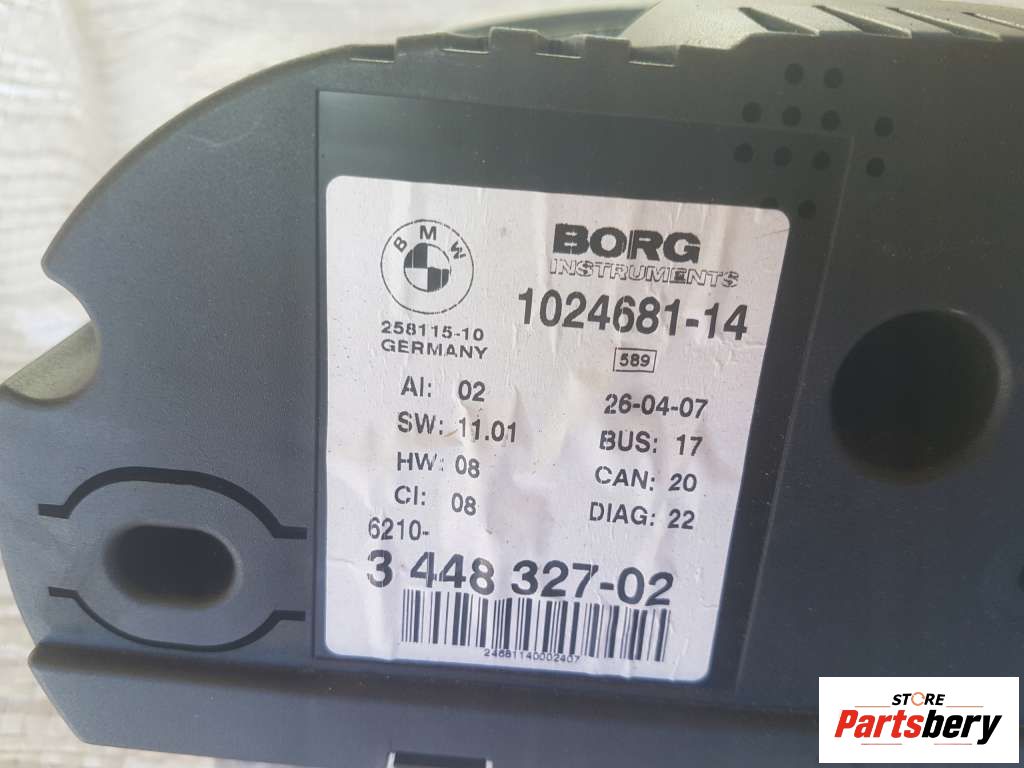 BMW
BORG
INSTRUMENTS
1024681-14
258115-10
GERMANY
589
AI: 02
26-04-07
SW: 11.01
BUS: 17
HW: 08
CAN: 20
CI: 08
DIAG: 22
6210-
3 448 327-02
24681140002407
STORE
Partsbery